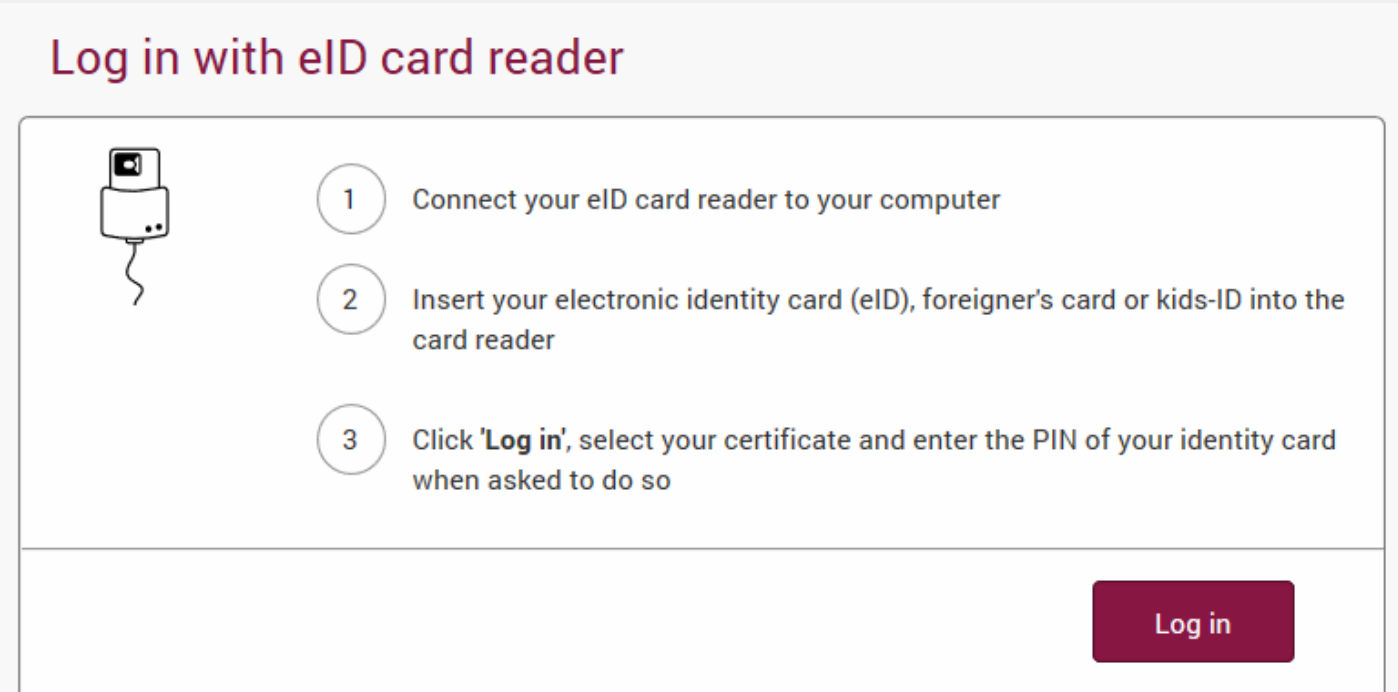 Log in with eID card reader
1
Connect your eID card reader to your computer
2
Insert your electronic identity card (eID), foreigner's card or kids-ID into the
card reader
3
Click 'Log in', select your certificate and enter the PIN of your identity card
when asked to do so
Log in